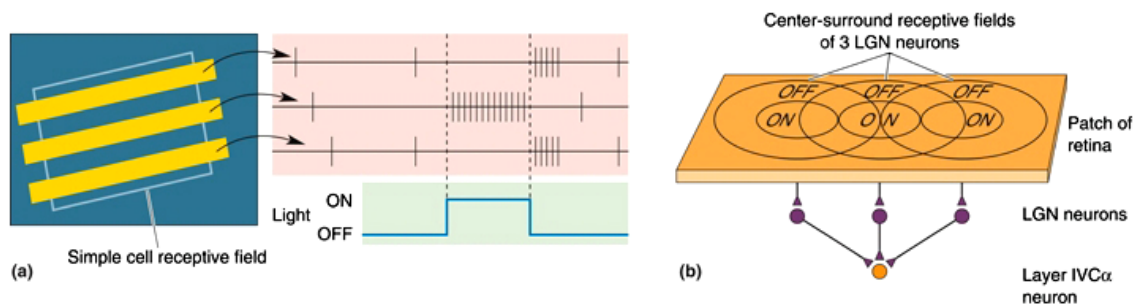 Light
ON
OFF
Simple cell receptive field
(a)
Center-surround receptive fields
of 3 LGN neurons
OFF OFF OFF
ON ON ON
Patch of
retina
LGN neurons
(b)
Layer IVCα
neuron